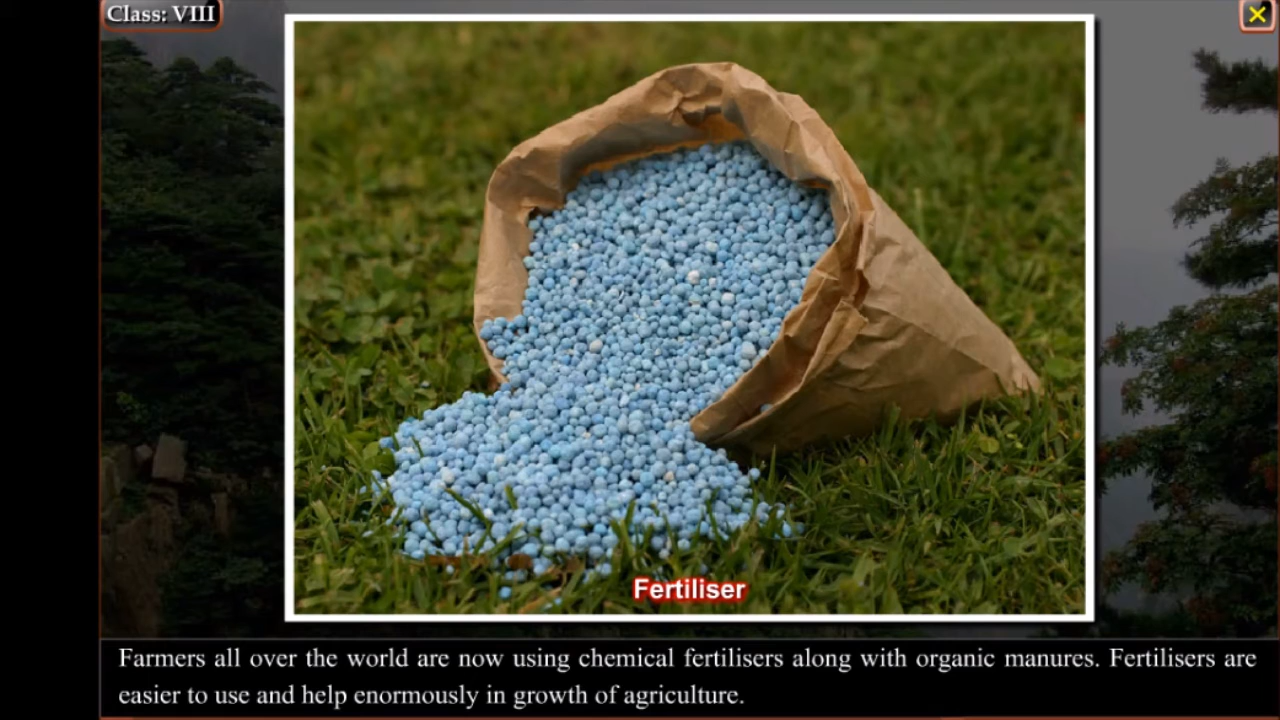 Class: VIII
Fertiliser
Farmers all over the world are now using chemical fertilisers along with organic manures. Fertilisers are
easier to use and help enormously in growth of agriculture.